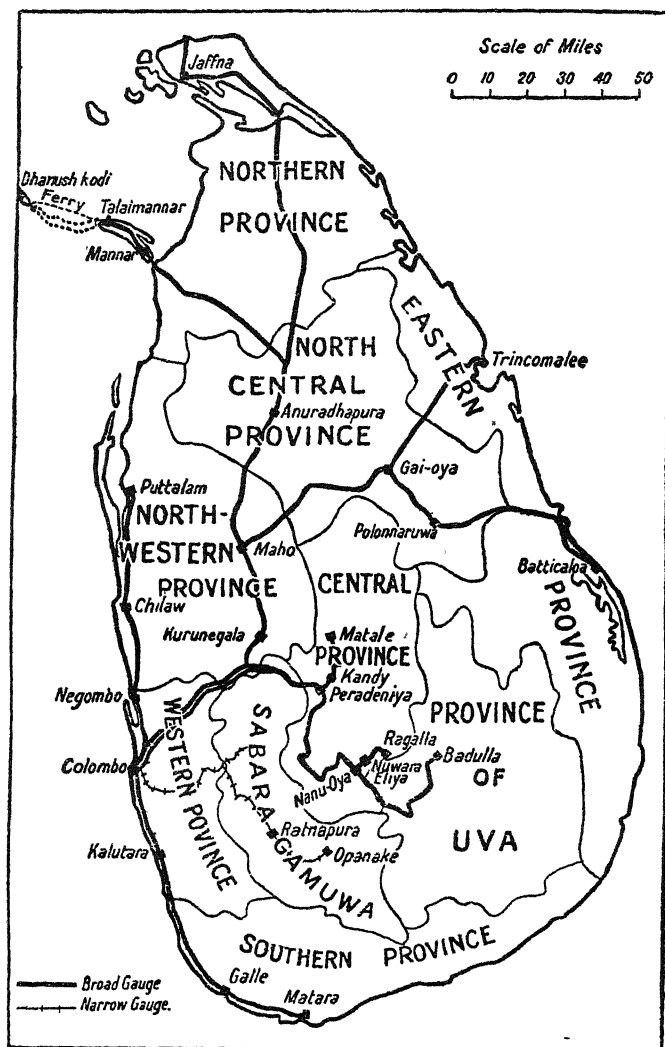 Scale of Miles
0 10 20 30 40 50
Jaffna
NORTHERN
PROVINCE
Dhanushkodi
Ferry
Talaimannar
Mannar
EASTERN
PROVINCE
Trincomalee
NORTH
CENTRAL
PROVINCE
Anuradhapura
Gal-oya
Puttalam
NORTH-
WESTERN
PROVINCE
Maho
Polonnaruwa
Batticaloa
CENTRAL
PROVINCE
Chilaw
Kurunegala
Matale
Kandy
Peradeniya
Negombo
PROVINCE
OF
UVA
WESTERN POVINCE
SABARAGAMUWA
Ragalla
Badulla
Colombo
Nanu-Oya
Nuwara
Eliya
Ratnapura
Opanake
Kalutara
SOUTHERN PROVINCE
Galle
Matara
Broad Gauge
Narrow Gauge.